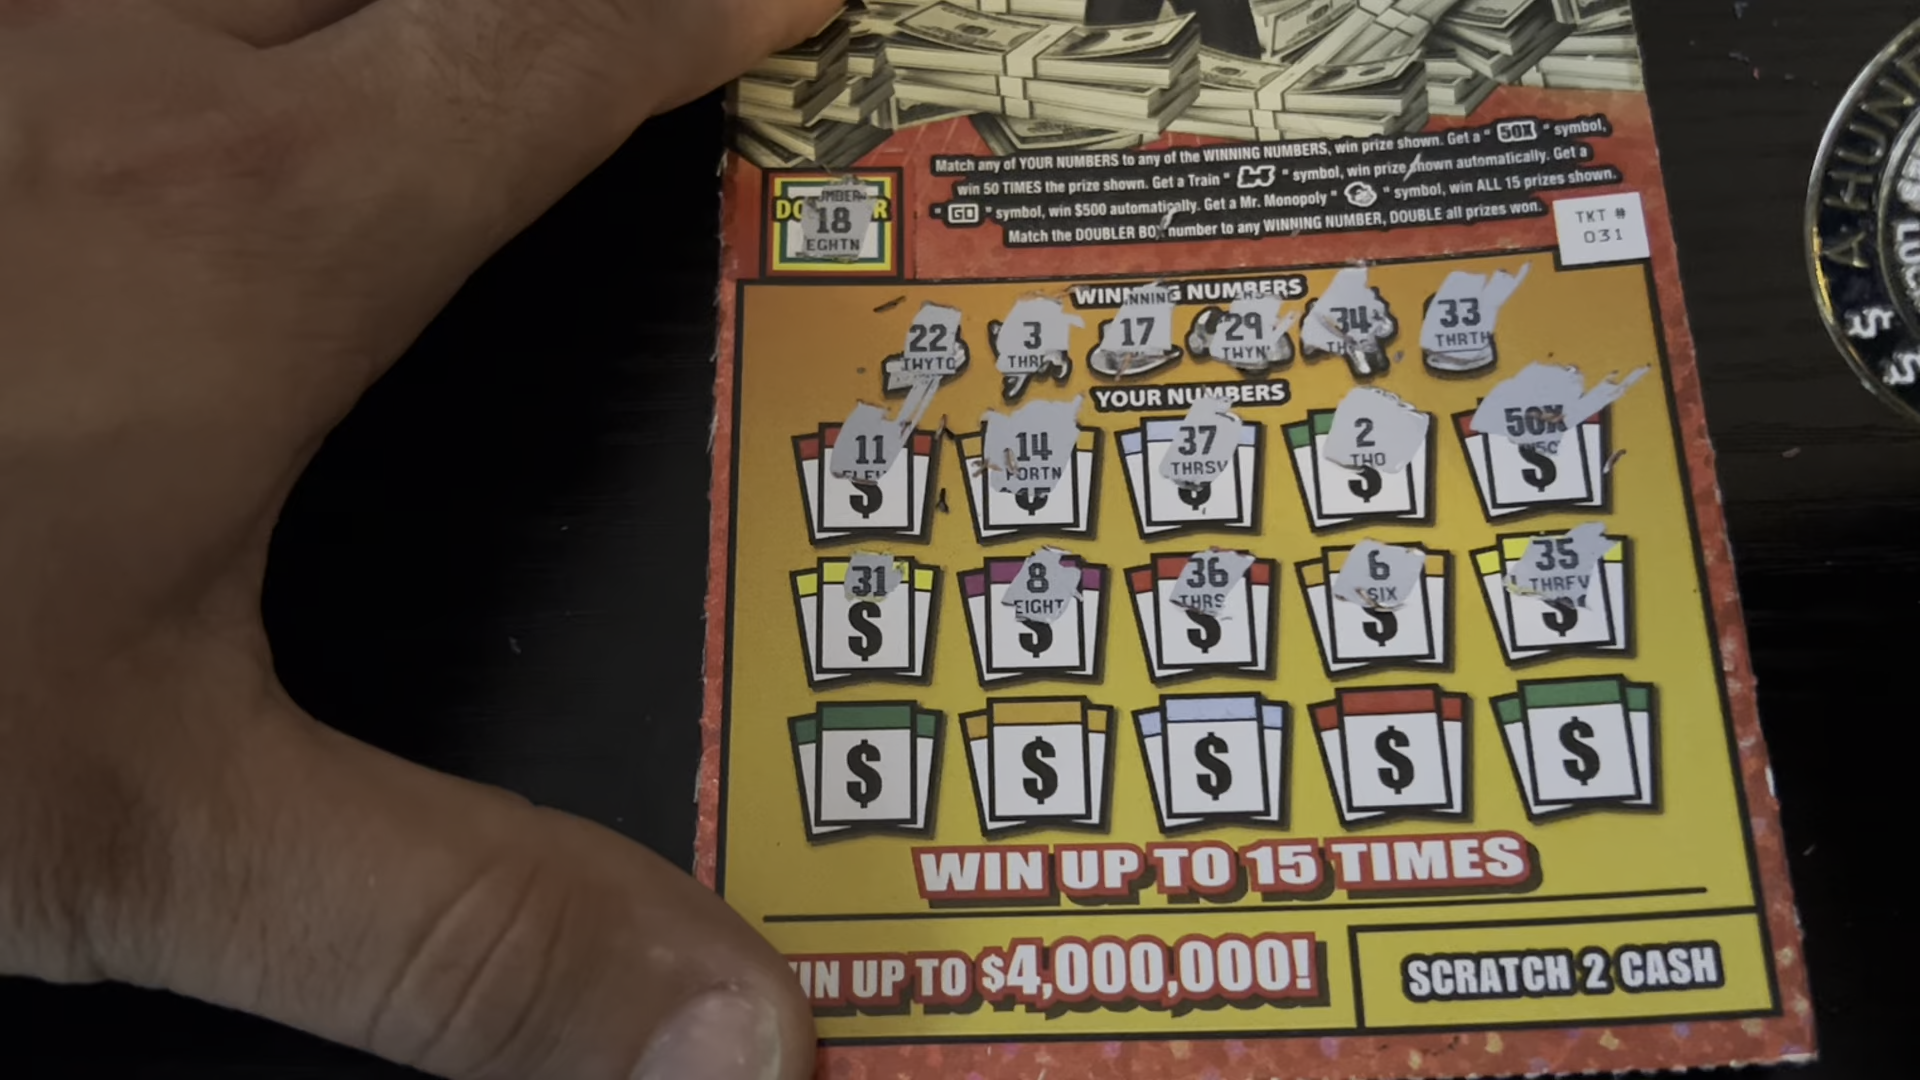 Match any of YOUR NUMBERS to any of the WINNING NUMBERS, win prize shown. Get a " 50X " symbol,
win 50 TIMES the prize shown. Get a Train " " symbol, win prize shown automatically. Get a
" GO " symbol, win $500 automatically. Get a Mr. Monopoly " " symbol, win ALL 15 prizes shown.
Match the DOUBLER BOX number to any WINNING NUMBER, DOUBLE all prizes won.
18
EGHTN
TKT #
031
WINNING NUMBERS
22 3 17 29 34 33
TWYTO THRTH
YOUR NUMBERS
11 14 37 2 50X
THRSV TWO
$ $ $ $ $
31 8 36 6 35
EIGHT SIX THRFV
$ $ $ $ $
$ $ $ $ $
WIN UP TO 15 TIMES
UP TO $4,000,000!
SCRATCH 2 CASH
A HUND
LUC